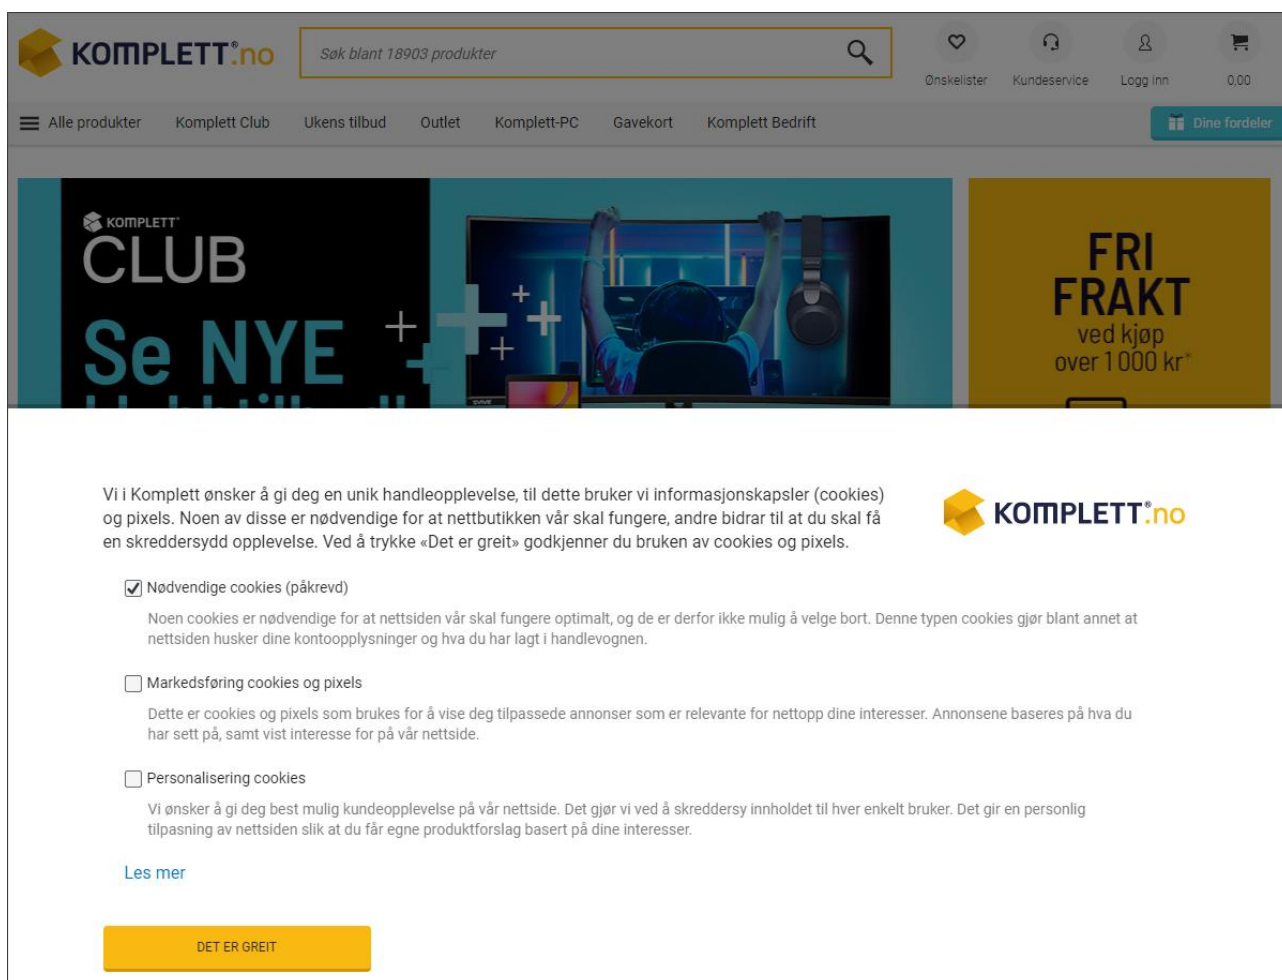 KOMPLETT®.no
Søk blant 18903 produkter
Ønskelister
Kundeservice
Logg inn
0,00
Alle produkter
Komplett Club
Ukens tilbud
Outlet
Komplett-PC
Gavekort
Komplett Bedrift
Dine fordeler
KOMPLETT
CLUB
Se NYE
SVIVE
FRI
FRAKT
ved kjøp
over 1 000 kr*
Vi i Komplett ønsker å gi deg en unik handleopplevelse, til dette bruker vi informasjonskapsler (cookies)
og pixels. Noen av disse er nødvendige for at nettbutikken vår skal fungere, andre bidrar til at du skal få
en skreddersydd opplevelse. Ved å trykke «Det er greit» godkjenner du bruken av cookies og pixels.
KOMPLETT®.no
Nødvendige cookies (påkrevd)
Noen cookies er nødvendige for at nettsiden vår skal fungere optimalt, og de er derfor ikke mulig å velge bort. Denne typen cookies gjør blant annet at
nettsiden husker dine kontoopplysninger og hva du har lagt i handlevognen.
Markedsføring cookies og pixels
Dette er cookies og pixels som brukes for å vise deg tilpassede annonser som er relevante for nettopp dine interesser. Annonsene baseres på hva du
har sett på, samt vist interesse for på vår nettside.
Personalisering cookies
Vi ønsker å gi deg best mulig kundeopplevelse på vår nettside. Det gjør vi ved å skreddersy innholdet til hver enkelt bruker. Det gir en personlig
tilpasning av nettsiden slik at du får egne produktforslag basert på dine interesser.
Les mer
DET ER GREIT